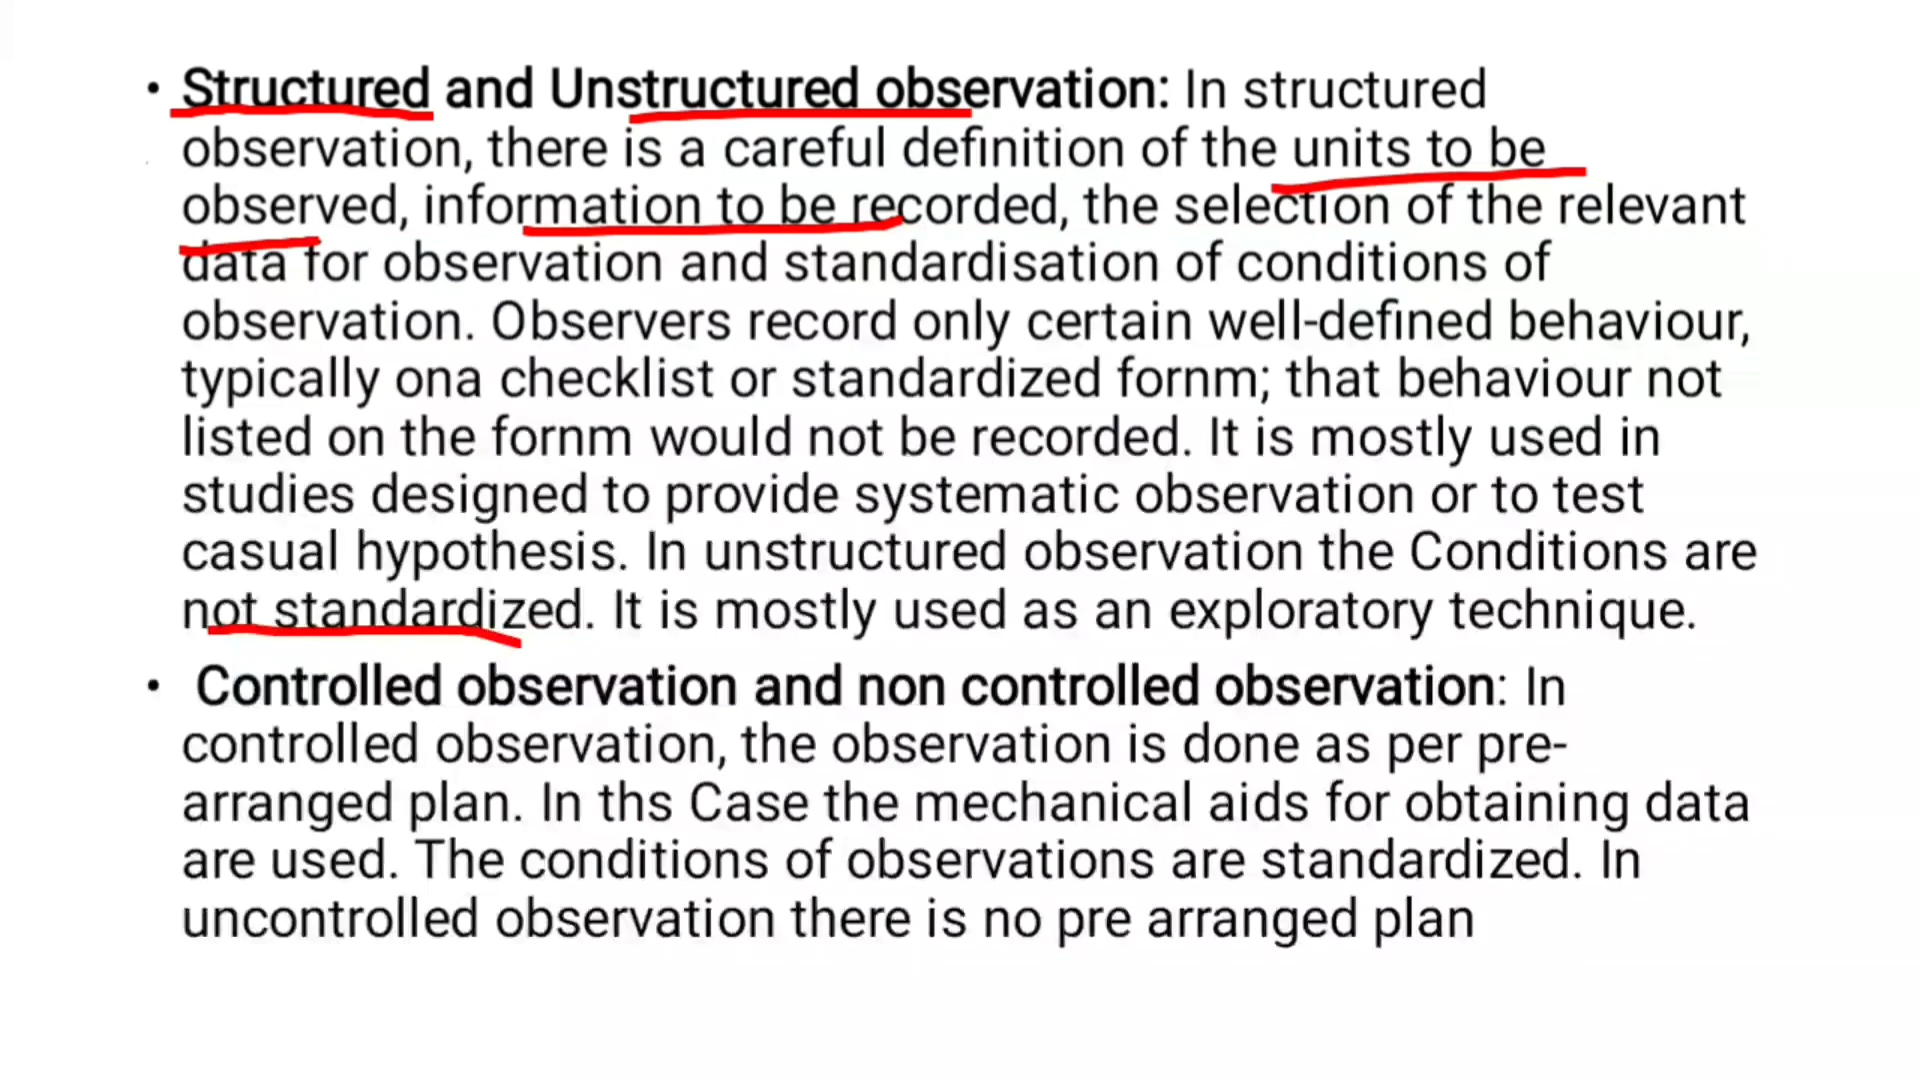 • Structured and Unstructured observation: In structured
observation, there is a careful definition of the units to be
observed, information to be recorded, the selection of the relevant
data for observation and standardisation of conditions of
observation. Observers record only certain well-defined behaviour,
typically ona checklist or standardized fornm; that behaviour not
listed on the fornm would not be recorded. It is mostly used in
studies designed to provide systematic observation or to test
casual hypothesis. In unstructured observation the Conditions are
not standardized. It is mostly used as an exploratory technique.
• Controlled observation and non controlled observation: In
controlled observation, the observation is done as per pre-
arranged plan. In ths Case the mechanical aids for obtaining data
are used. The conditions of observations are standardized. In
uncontrolled observation there is no pre arranged plan